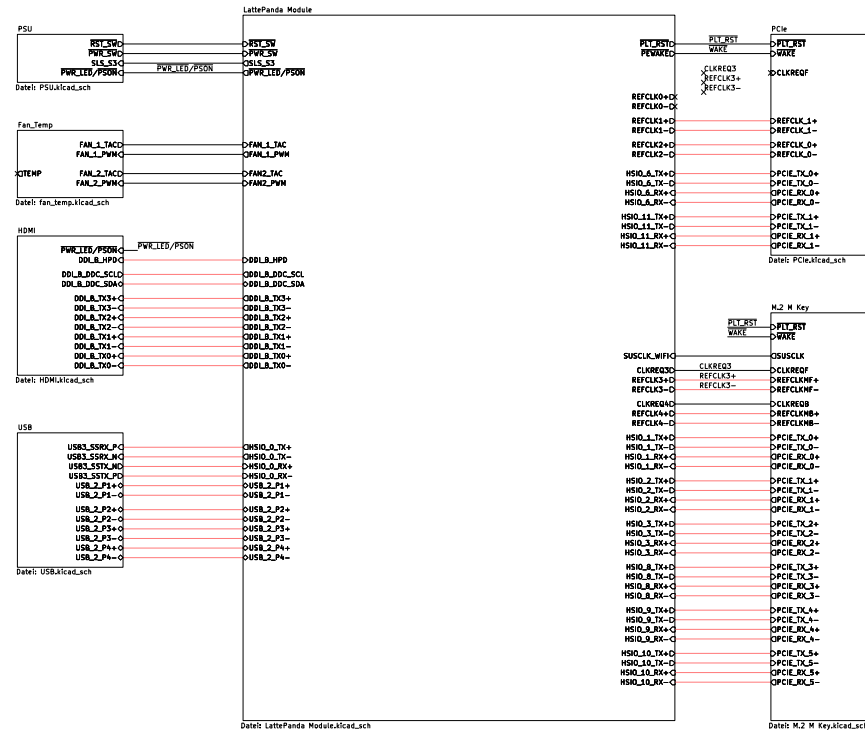 LattePanda Module
PSU
RST_SW
PWR_SW
SLS_S3
PWR_LED/PSON
Datei: PSU.kicad_sch
PWR_LED/PSON
RST_SW
PWR_SW
SLS_S3
PWR_LED/PSON
Fan_Temp
FAN_1_TAC
FAN_1_PWM
TEMP
FAN_2_TAC
FAN_2_PWM
Datei: fan_temp.kicad_sch
FAN_1_TAC
FAN_1_PWM
FAN2_TAC
FAN2_PWM
HDMI
PWR_LED/PSON
PWR_LED/PSON
DDI_B_HPD
DDI_B_DDC_SCL
DDI_B_DDC_SDA
DDI_B_TX3+
DDI_B_TX3-
DDI_B_TX2+
DDI_B_TX2-
DDI_B_TX1+
DDI_B_TX1-
DDI_B_TX0+
DDI_B_TX0-
Datei: HDMI.kicad_sch
DDI_B_HPD
DDI_B_DDC_SCL
DDI_B_DDC_SDA
DDI_B_TX3+
DDI_B_TX3-
DDI_B_TX2+
DDI_B_TX2-
DDI_B_TX1+
DDI_B_TX1-
DDI_B_TX0+
DDI_B_TX0-
USB
USB3_SSRX_P
USB3_SSRX_N
USB3_SSTX_N
USB3_SSTX_P
USB_2_P1+
USB_2_P1-
USB_2_P2+
USB_2_P2-
USB_2_P3+
USB_2_P3-
USB_2_P4+
USB_2_P4-
Datei: USB.kicad_sch
HSIO_0_TX+
HSIO_0_TX-
HSIO_0_RX+
HSIO_0_RX-
USB_2_P1+
USB_2_P1-
USB_2_P2+
USB_2_P2-
USB_2_P3+
USB_2_P3-
USB_2_P4+
USB_2_P4-
Datei: LattePanda Module.kicad_sch
PLT_RST
PEWAKE
REFCLK0+
REFCLK0-
REFCLK1+
REFCLK1-
REFCLK2+
REFCLK2-
HSIO_6_TX+
HSIO_6_TX-
HSIO_6_RX+
HSIO_6_RX-
HSIO_11_TX+
HSIO_11_TX-
HSIO_11_RX+
HSIO_11_RX-
PLT_RST
WAKE
CLKREQ3
REFCLK3+
REFCLK3-
PCIe
PLT_RST
WAKE
CLKREQF
REFCLK_1+
REFCLK_1-
REFCLK_0+
REFCLK_0-
PCIE_TX_0+
PCIE_TX_0-
PCIE_RX_0+
PCIE_RX_0-
PCIE_TX_1+
PCIE_TX_1-
PCIE_RX_1+
PCIE_RX_1-
Datei: PCIe.kicad_sch
SUSCLK_WIFI
CLKREQ3
REFCLK3+
REFCLK3-
CLKREQ4
REFCLK4+
REFCLK4-
HSIO_1_TX+
HSIO_1_TX-
HSIO_1_RX+
HSIO_1_RX-
HSIO_2_TX+
HSIO_2_TX-
HSIO_2_RX+
HSIO_2_RX-
HSIO_3_TX+
HSIO_3_TX-
HSIO_3_RX+
HSIO_3_RX-
HSIO_8_TX+
HSIO_8_TX-
HSIO_8_RX+
HSIO_8_RX-
HSIO_9_TX+
HSIO_9_TX-
HSIO_9_RX+
HSIO_9_RX-
HSIO_10_TX+
HSIO_10_TX-
HSIO_10_RX+
HSIO_10_RX-
PLT_RST
WAKE
CLKREQ3
REFCLK3+
REFCLK3-
M.2 M Key
PLT_RST
WAKE
SUSCLK
CLKREQF
REFCLKMF+
REFCLKMF-
CLKREQB
REFCLKMB+
REFCLKMB-
PCIE_TX_0+
PCIE_TX_0-
PCIE_RX_0+
PCIE_RX_0-
PCIE_TX_1+
PCIE_TX_1-
PCIE_RX_1+
PCIE_RX_1-
PCIE_TX_2+
PCIE_TX_2-
PCIE_RX_2+
PCIE_RX_2-
PCIE_TX_3+
PCIE_TX_3-
PCIE_RX_3+
PCIE_RX_3-
PCIE_TX_4+
PCIE_TX_4-
PCIE_RX_4+
PCIE_RX_4-
PCIE_TX_5+
PCIE_TX_5-
PCIE_RX_5+
PCIE_RX_5-
Datei: M.2 M Key.kicad_sch